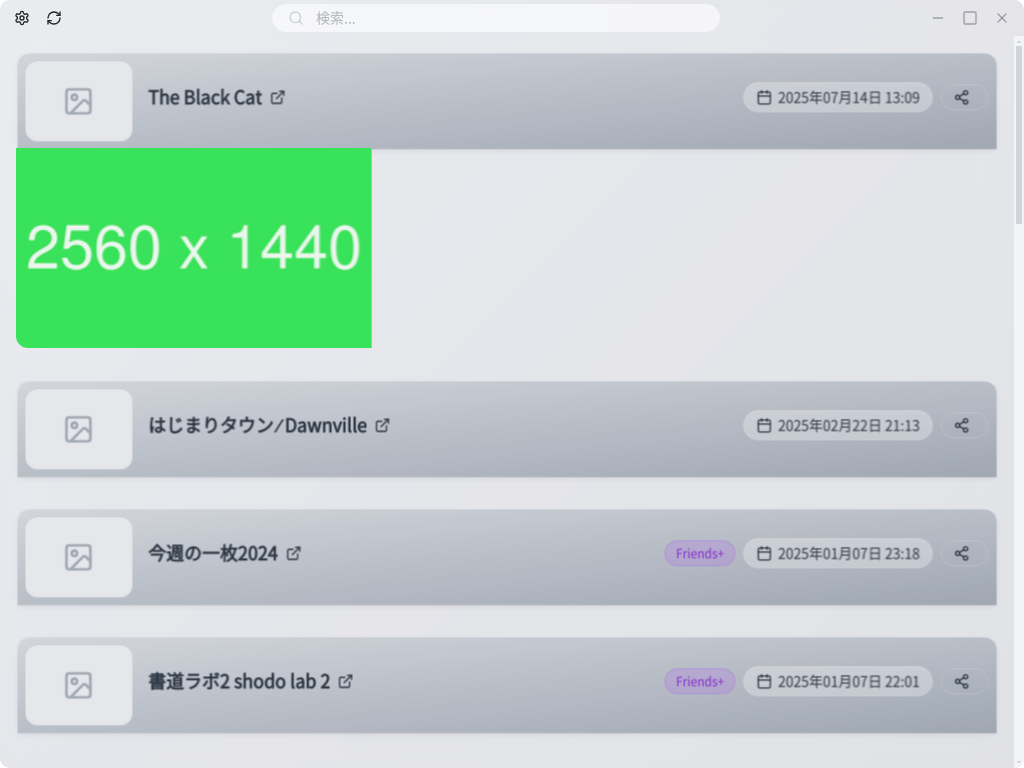 検索...
The Black Cat
2025年07月14日 13:09
2560 x 1440
はじまりタウン⁄Dawnville
2025年02月22日 21:13
今週の一枚2024
Friends+
2025年01月07日 23:18
書道ラボ2 shodo lab 2
Friends+
2025年01月07日 22:01